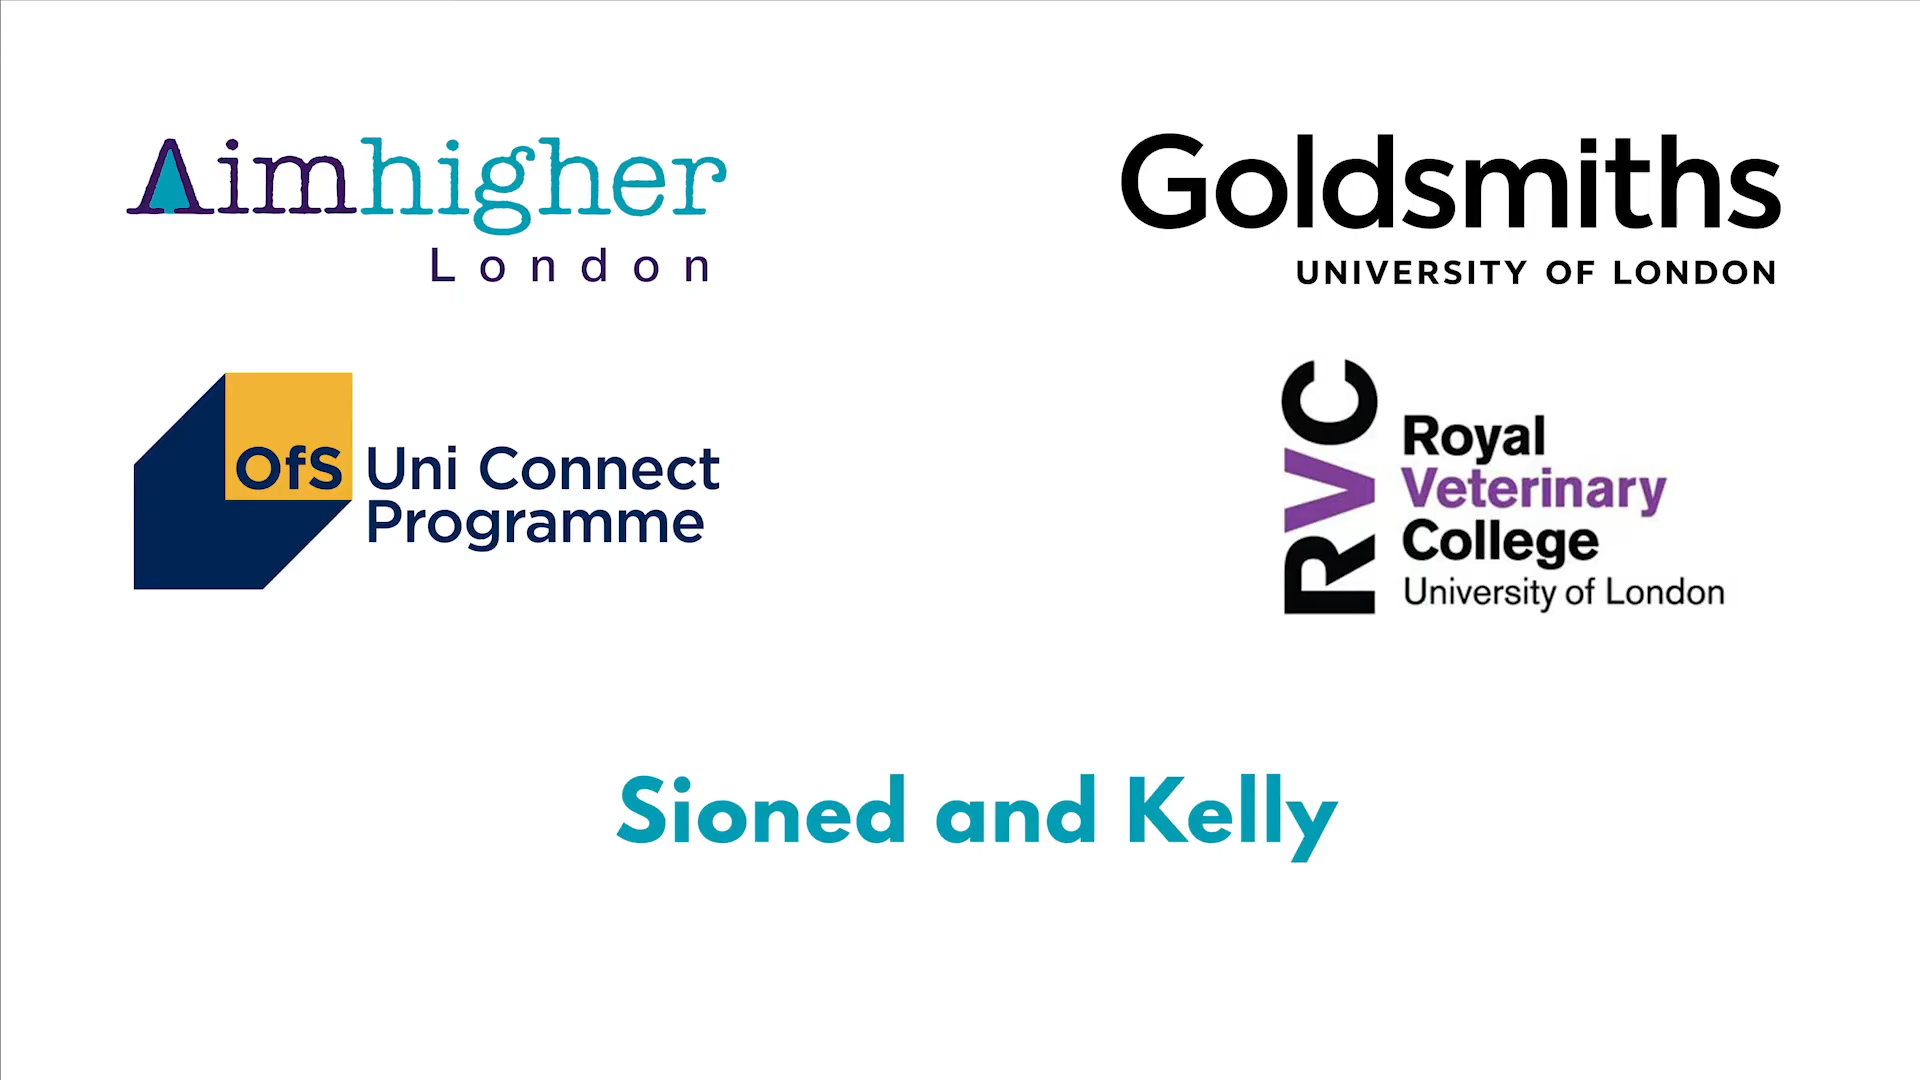 Aimhigher
London
Goldsmiths
UNIVERSITY OF LONDON
OfS Uni Connect
Programme
RVC
Royal
Veterinary
College
University of London
Sioned and Kelly